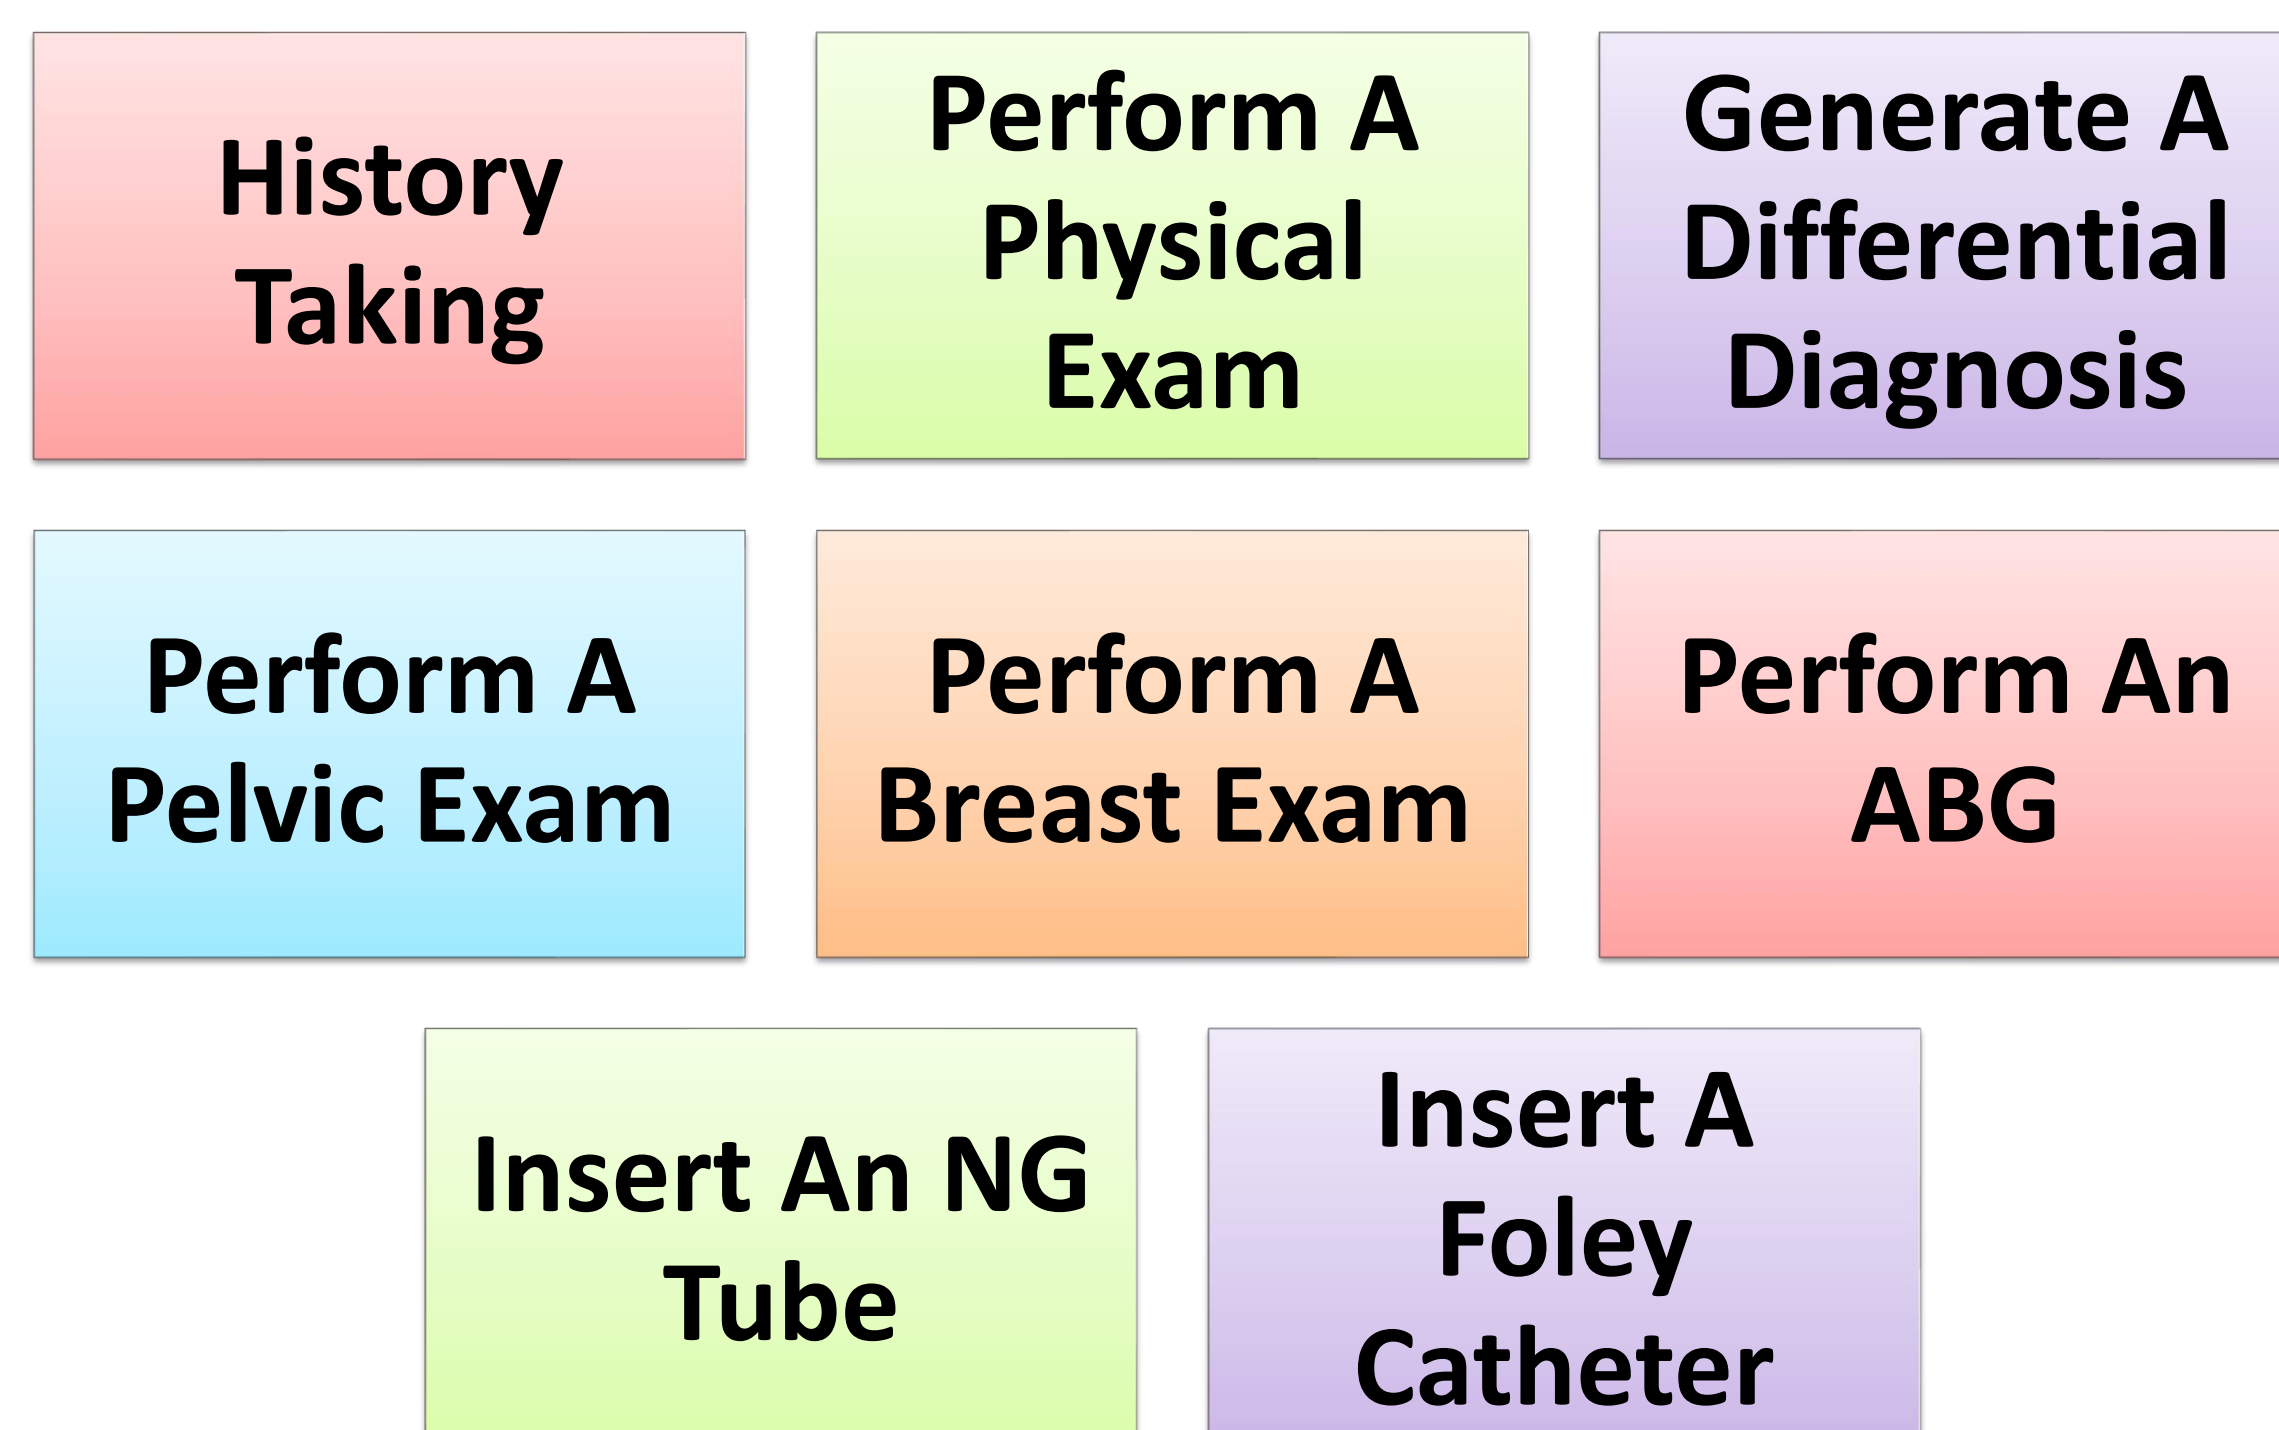 History
Taking
Perform A
Physical
Exam
Generate A
Differential
Diagnosis
Perform A
Pelvic Exam
Perform A
Breast Exam
Perform An
ABG
Insert An NG
Tube
Insert A
Foley
Catheter